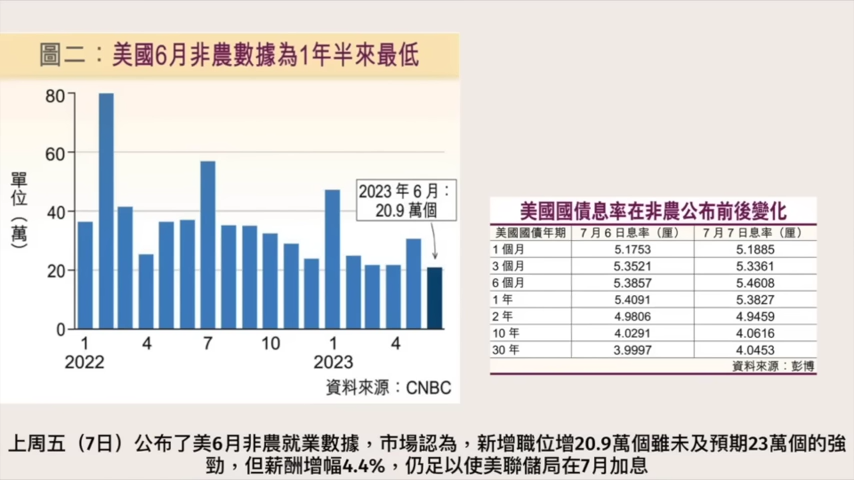 圖二：美國6月非農數據為1年半來最低
單位（萬）
80
60
40
20
0
2023年6月：
20.9萬個
1 4 7 10 1 4
2022 2023
資料來源：CNBC
美國國債息率在非農公布前後變化
美國國債年期 7月6日息率（厘） 7月7日息率（厘）
1個月 5.1753 5.1885
3個月 5.3521 5.3361
6個月 5.3857 5.4608
1年 5.4091 5.3827
2年 4.9806 4.9459
10年 4.0291 4.0616
30年 3.9997 4.0453
資料來源：彭博
上周五（7日）公布了美6月非農就業數據，市場認為，新增職位增20.9萬個雖未及預期23萬個的強
勁，但薪酬增幅4.4%，仍足以使美聯儲局在7月加息